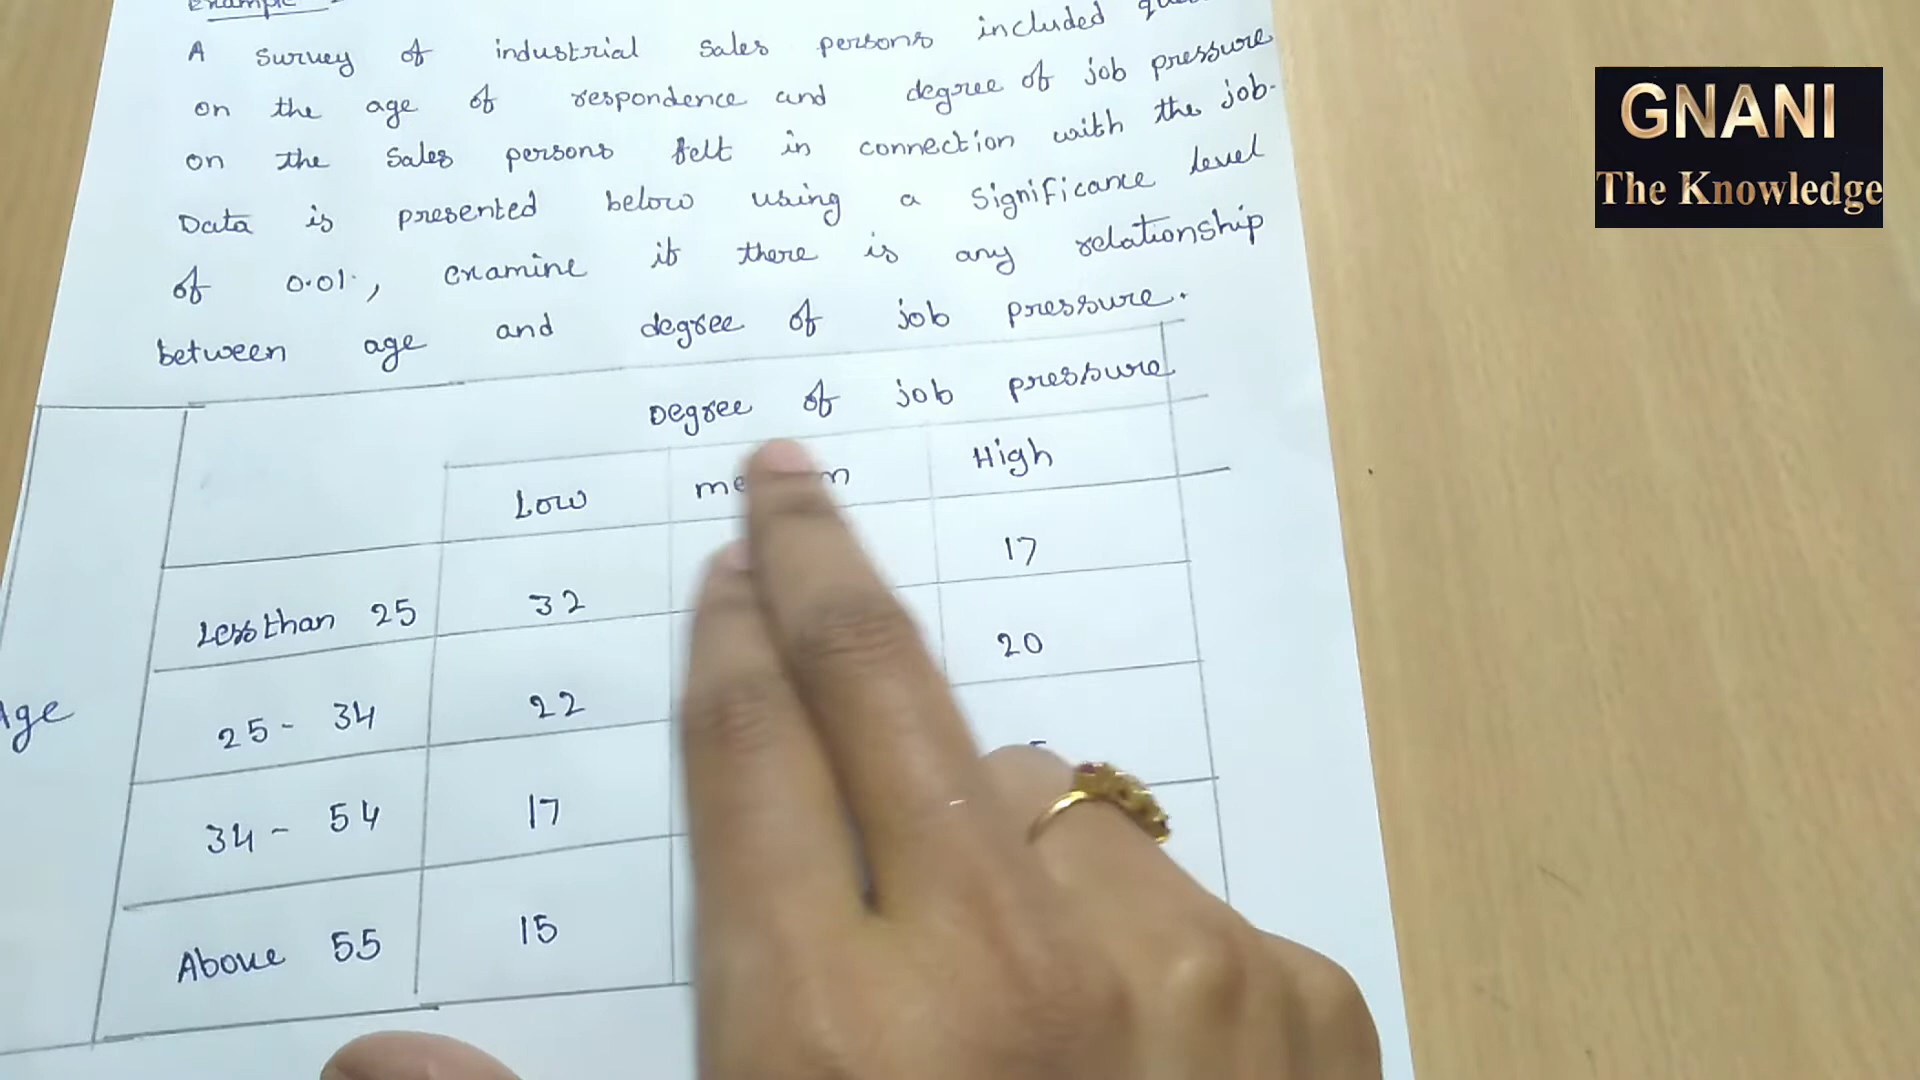 Example
A survey of industrial sales persons included
on the age of respondence and degree of job pressure
on the sales persons felt in connection with the job.
Data is presented below using a significance level
of 0.01, examine if there is any relationship
between age and degree of job pressure.
Degree of job pressure
Low High
Less than 25 32 17
25 - 34 22 20
Age
34 - 54 17
Above 55 15
GNANI
The Knowledge